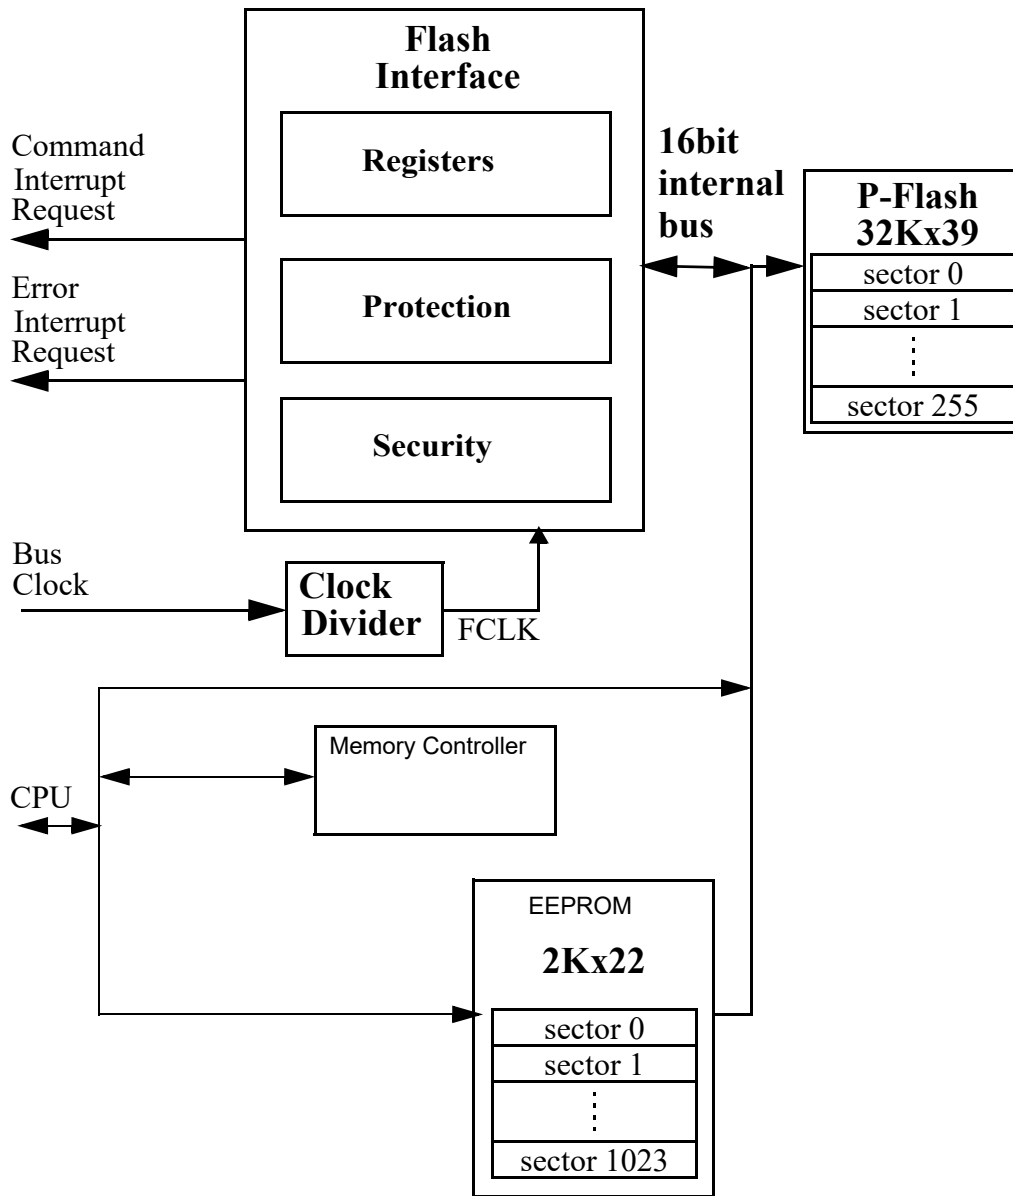 Flash
Interface
Registers
Protection
Security
Command
Interrupt
Request
Error
Interrupt
Request
16bit
internal
bus
P-Flash
32Kx39
sector 0
sector 1
sector 255
Bus
Clock
Clock
Divider
FCLK
Memory Controller
CPU
EEPROM
2Kx22
sector 0
sector 1
sector 1023